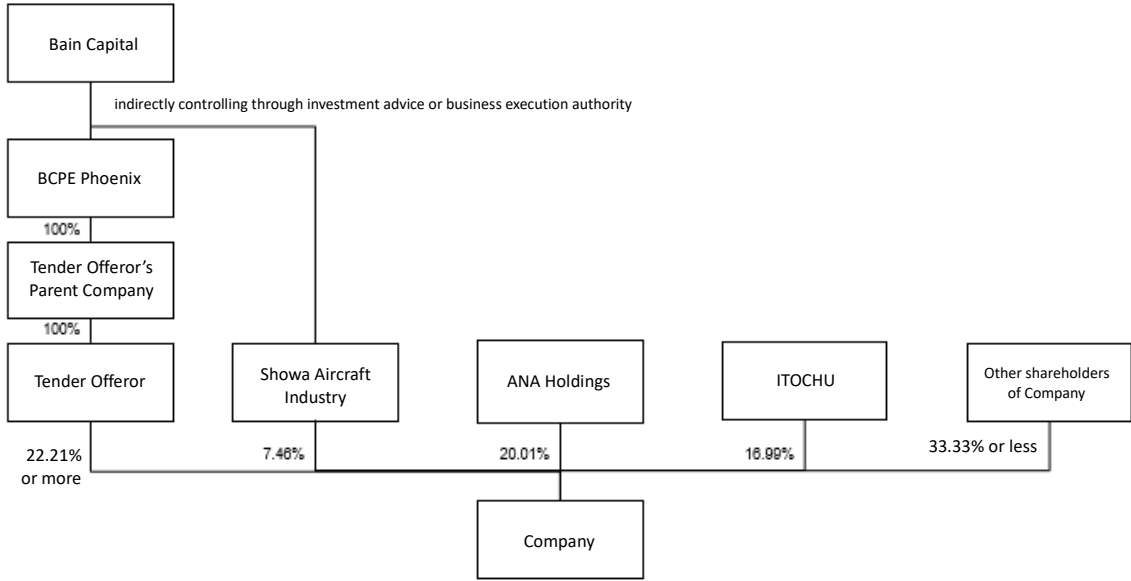 Bain Capital
indirectly controlling through investment advice or business execution authority
BCPE Phoenix
100%
Tender Offeror’s
Parent Company
100%
Tender Offeror
Showa Aircraft
Industry
ANA Holdings
ITOCHU
Other shareholders
of Company
22.21%
or more
7.46%
20.01%
16.99%
33.33% or less
Company